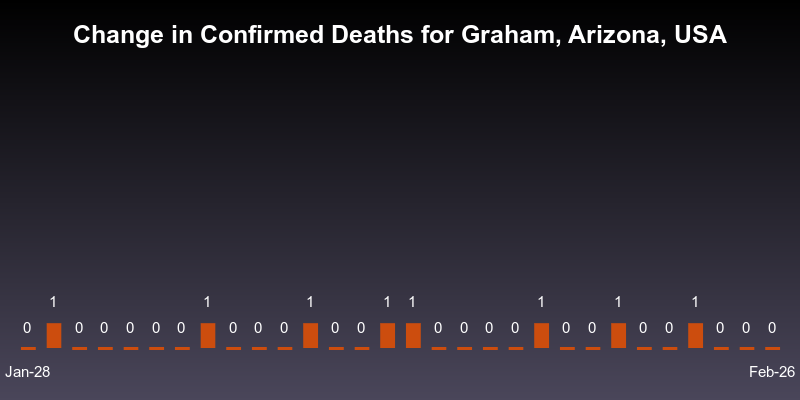 Change in Confirmed Deaths for Graham, Arizona, USA
1 1 1 1 1 1 1 1
0 0 0 0 0 0 0 0 0 0 0 0 0 0 0 0 0 0 0 0 0 0
Jan-28 Feb-26